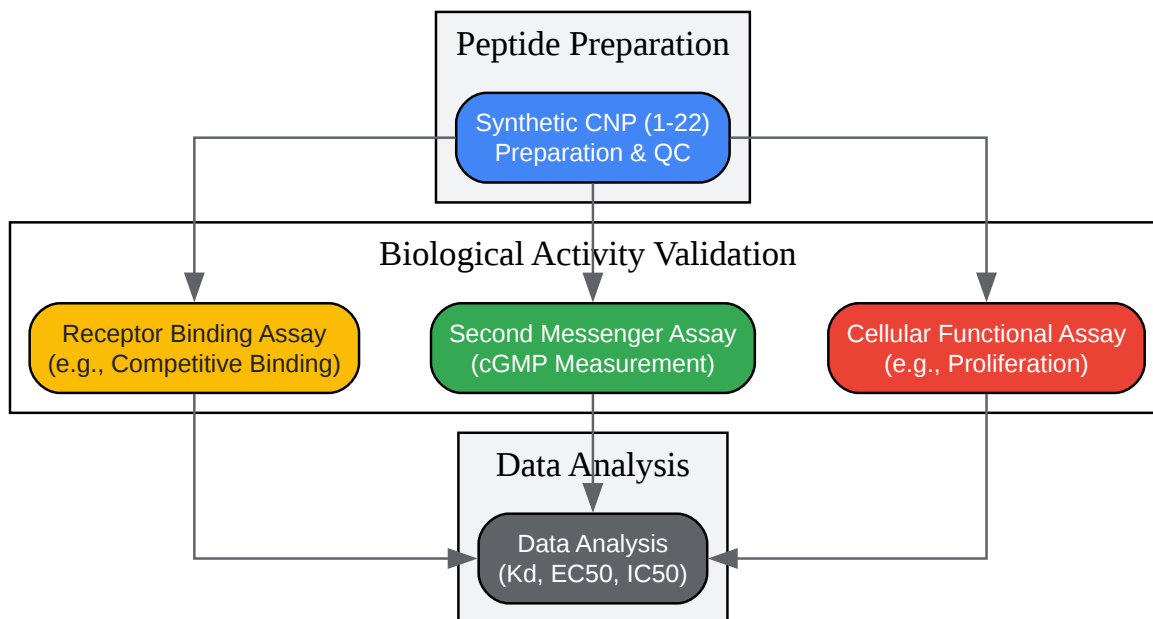 Peptide Preparation
Synthetic CNP (1-22)
Preparation & QC
Biological Activity Validation
Receptor Binding Assay
(e.g., Competitive Binding)
Second Messenger Assay
(cGMP Measurement)
Cellular Functional Assay
(e.g., Proliferation)
Data Analysis
Data Analysis
(Kd, EC50, IC50)